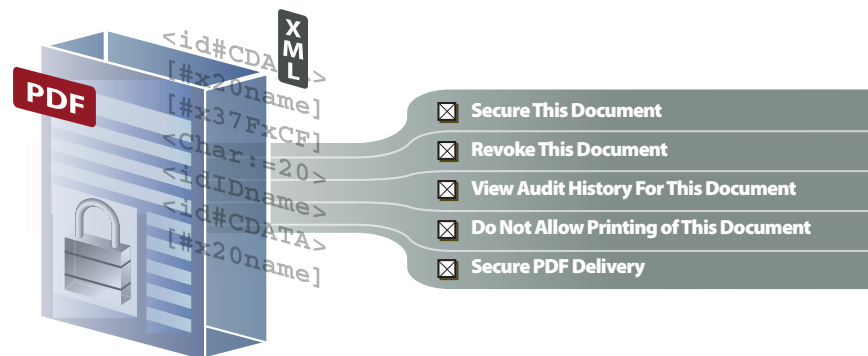 XML
<id#CDATA>
[#x20name]
[#x37FxCF]
<Char:=20>
<idIDname>
<id#CDATA>
[#x20name]
PDF
Secure This Document
Revoke This Document
View Audit History For This Document
Do Not Allow Printing of This Document
Secure PDF Delivery